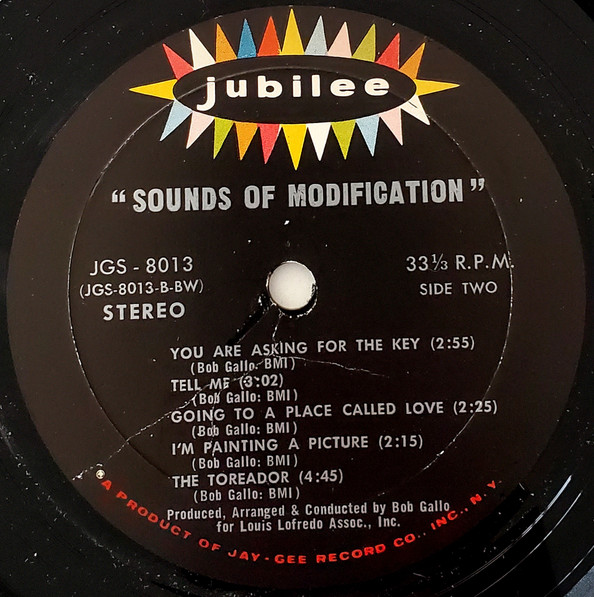 jubilee
"SOUNDS OF MODIFICATION"
JGS - 8013
(JGS-8013-B-BW)
STEREO
33⅓ R.P.M.
SIDE TWO
YOU ARE ASKING FOR THE KEY (2:55)
(Bob Gallo: BMI)
TELL ME (3:02)
(Bob Gallo: BMI)
GOING TO A PLACE CALLED LOVE (2:25)
(Bob Gallo: BMI)
I'M PAINTING A PICTURE (2:15)
(Bob Gallo: BMI)
THE TOREADOR (4:45)
(Bob Gallo: BMI)
Produced, Arranged & Conducted by Bob Gallo
for Louis Lofredo Assoc., Inc.
A PRODUCT OF JAY-GEE RECORD CO., INC., N.Y.